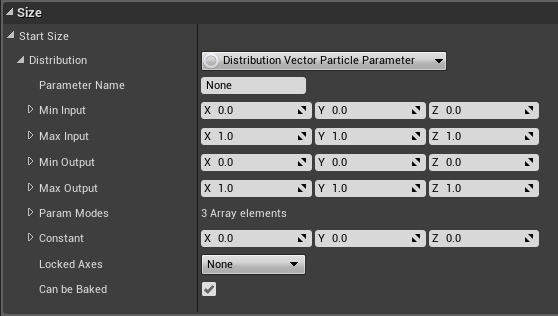 Size
Start Size
Distribution Distribution Vector Particle Parameter
Parameter Name None
Min Input X 0.0 Y 0.0 Z 0.0
Max Input X 1.0 Y 1.0 Z 1.0
Min Output X 0.0 Y 0.0 Z 0.0
Max Output X 1.0 Y 1.0 Z 1.0
Param Modes 3 Array elements
Constant X 0.0 Y 0.0 Z 0.0
Locked Axes None
Can be Baked